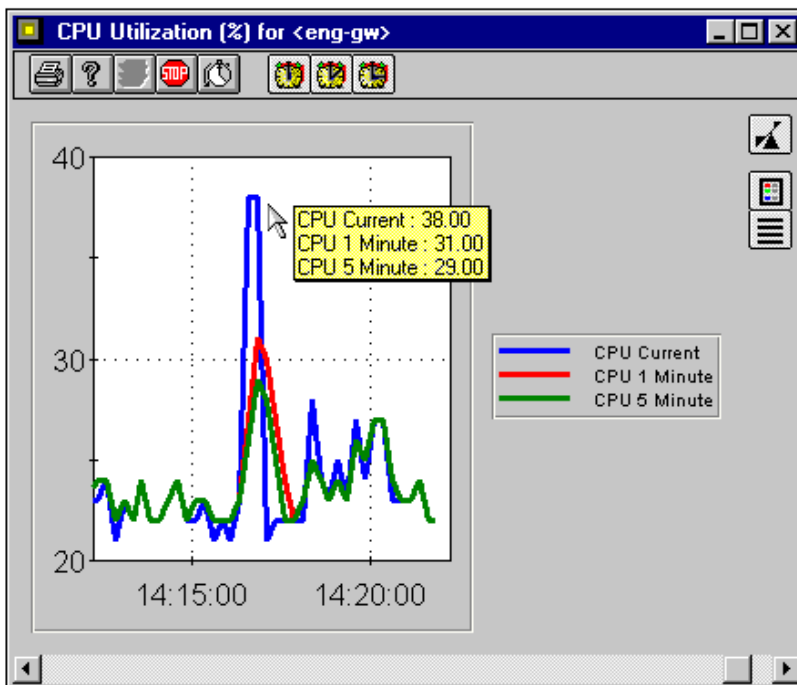 CPU Utilization (%) for <eng-gw>
?
STOP
40
CPU Current : 38.00
CPU 1 Minute : 31.00
CPU 5 Minute : 29.00
30
CPU Current
CPU 1 Minute
CPU 5 Minute
20
14:15:00 14:20:00